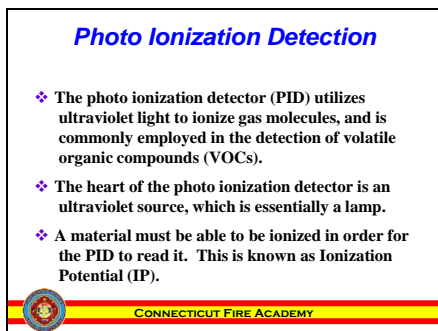 Photo Ionization Detection
❖ The photo ionization detector (PID) utilizes
ultraviolet light to ionize gas molecules, and is
commonly employed in the detection of volatile
organic compounds (VOCs).
❖ The heart of the photo ionization detector is an
ultraviolet source, which is essentially a lamp.
❖ A material must be able to be ionized in order for
the PID to read it. This is known as Ionization
Potential (IP).
CONNECTICUT FIRE ACADEMY